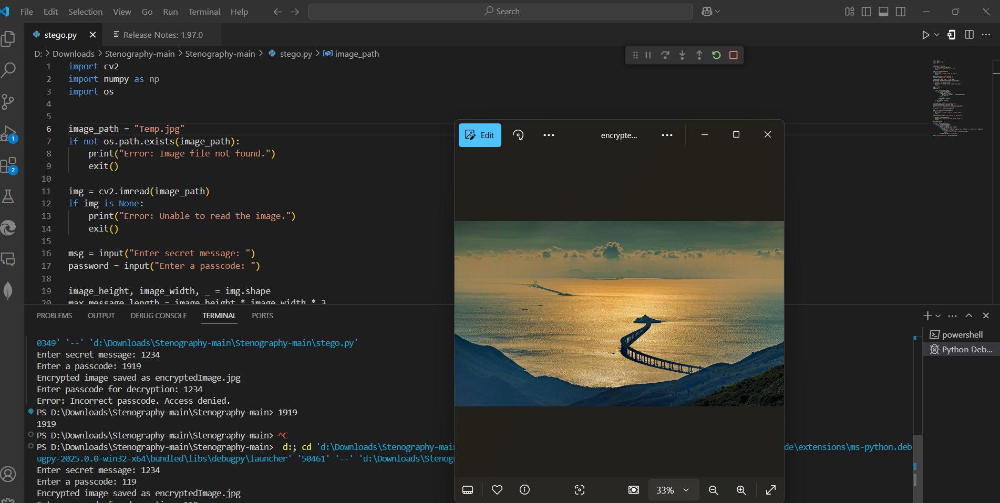 File Edit Selection View Go Run Terminal Help
Search
stego.py
Release Notes: 1.97.0
D: > Downloads > Stenography-main > Stenography-main > stego.py > image_path
1 import cv2
2 import numpy as np
3 import os
4
5
6 image_path = "Temp.jpg"
7 if not os.path.exists(image_path):
8 print("Error: Image file not found.")
9 exit()
10
11 img = cv2.imread(image_path)
12 if img is None:
13 print("Error: Unable to read the image.")
14 exit()
15
16 msg = input("Enter secret message: ")
17 password = input("Enter a passcode: ")
18
19 image_height, image_width, _ = img.shape
20 max_message_length = image_height * image_width * 3
1
2
Edit
encrypte...
33%
PROBLEMS OUTPUT DEBUG CONSOLE TERMINAL PORTS
powershell
Python Deb...
0349' '--' 'd:\Downloads\Stenography-main\Stenography-main\stego.py'
Enter secret message: 1234
Enter a passcode: 1919
Encrypted image saved as encryptedImage.jpg
Enter passcode for decryption: 1234
Error: Incorrect passcode. Access denied.
PS D:\Downloads\Stenography-main\Stenography-main> 1919
1919
PS D:\Downloads\Stenography-main\Stenography-main> ^C
PS D:\Downloads\Stenography-main\Stenography-main> d:; cd 'd:\Downloads\Stenography-mai de\extensions\ms-python.deb
ugpy-2025.0.0-win32-x64\bundled\libs\debugpy\launcher' '50461' '--' 'd:\Downloads\Stenog
Enter secret message: 1234
Enter a passcode: 119
Encrypted image saved as encryptedImage.jpg